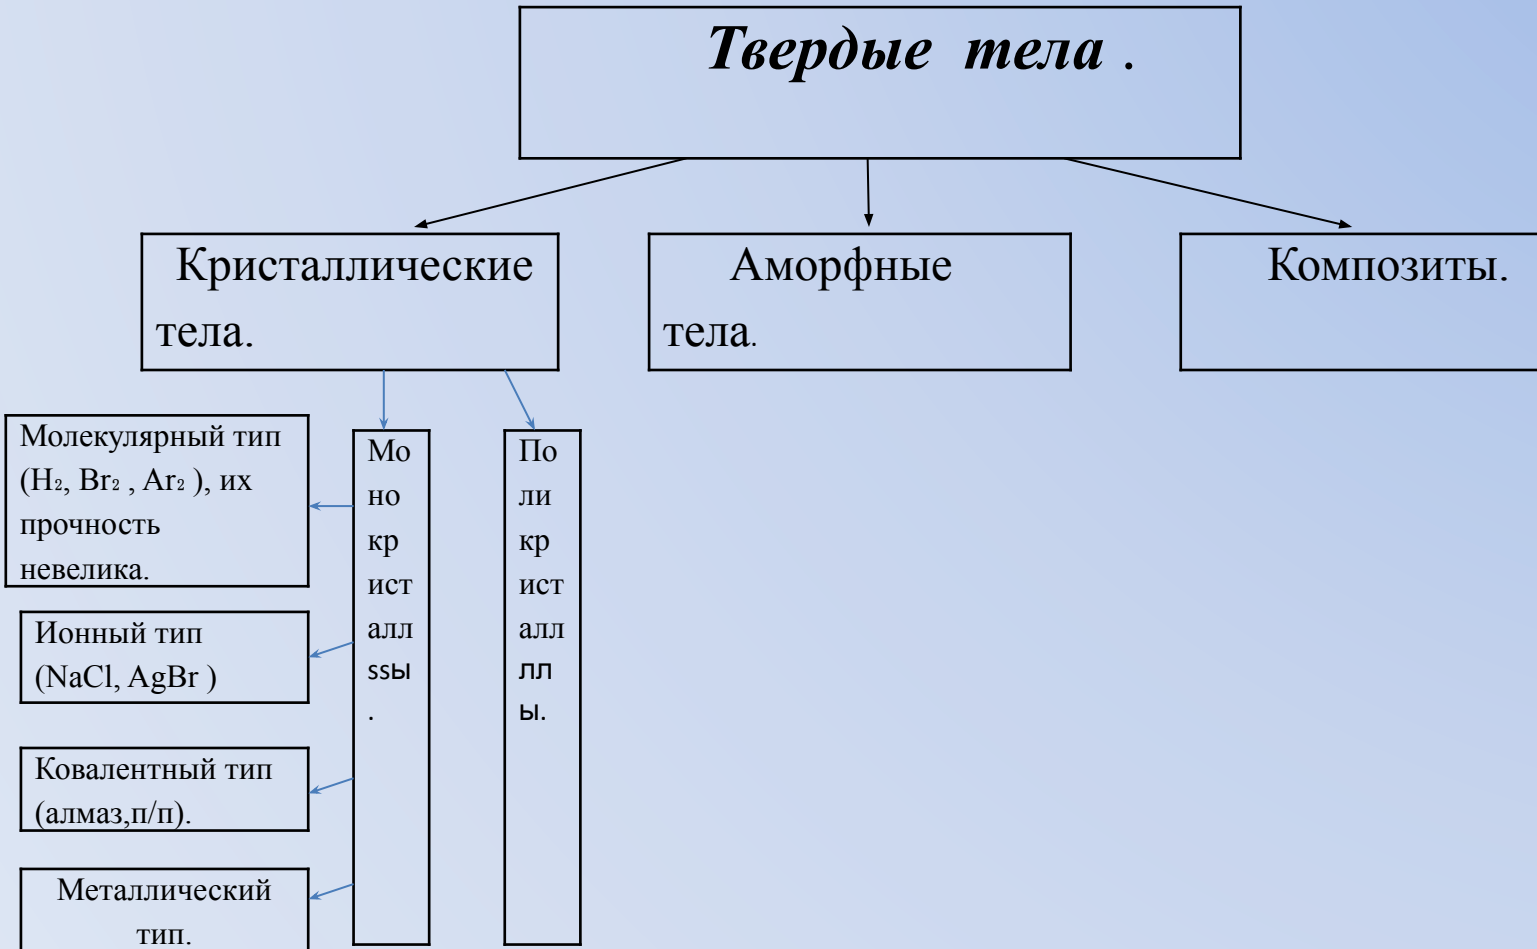 Твердые тела .
Кристаллические
тела.
Аморфные
тела.
Композиты.
Молекулярный тип
(H₂, Br₂ , Ar₂ ), их
прочность
невелика.
Ионный тип
(NaCl, AgBr )
Ковалентный тип
(алмаз,п/п).
Металлический
тип.
Мо
но
кр
ист
алл
ssы
.
По
ли
кр
ист
алл
лл
ы.